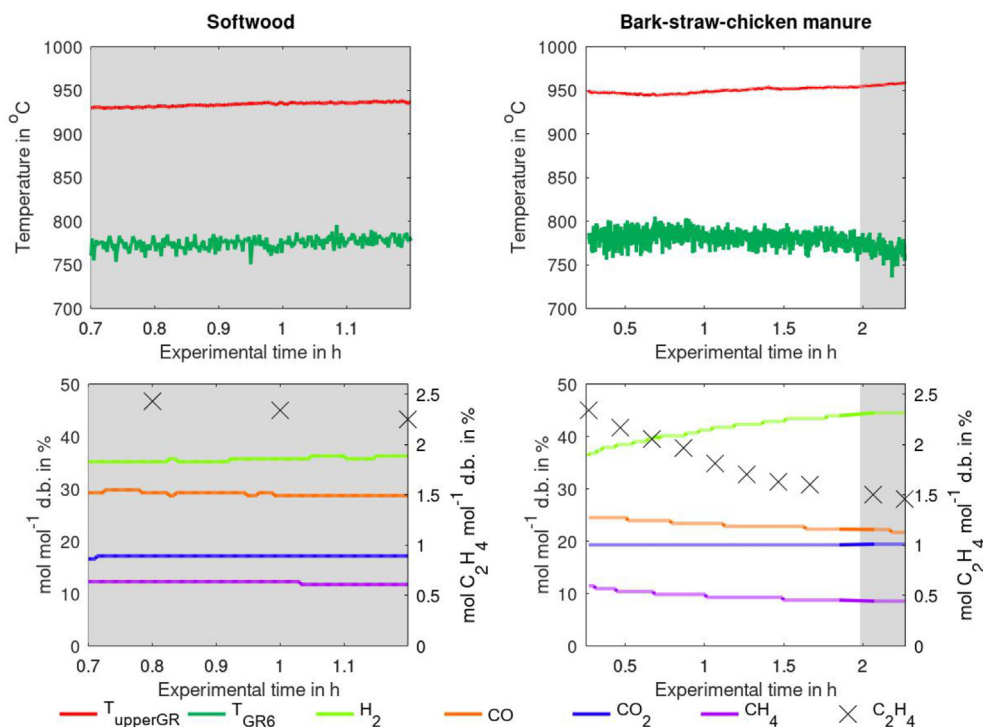 Softwood
Bark-straw-chicken manure
Temperature in °C
1000
950
900
850
800
750
700
0.7 0.8 0.9 1 1.1
Experimental time in h
Temperature in °C
1000
950
900
850
800
750
700
0.5 1 1.5 2
Experimental time in h
mol mol⁻¹ d.b. in %
50
40
30
20
10
0
2.5
2
1.5
1
0.5
0
mol C₂H₄ mol⁻¹ d.b. in %
0.7 0.8 0.9 1 1.1
Experimental time in h
mol mol⁻¹ d.b. in %
50
40
30
20
10
0
2.5
2
1.5
1
0.5
0
mol C₂H₄ mol⁻¹ d.b. in %
0.5 1 1.5 2
Experimental time in h
T upperGR T GR6 H₂ CO CO₂ CH₄ C₂H₄